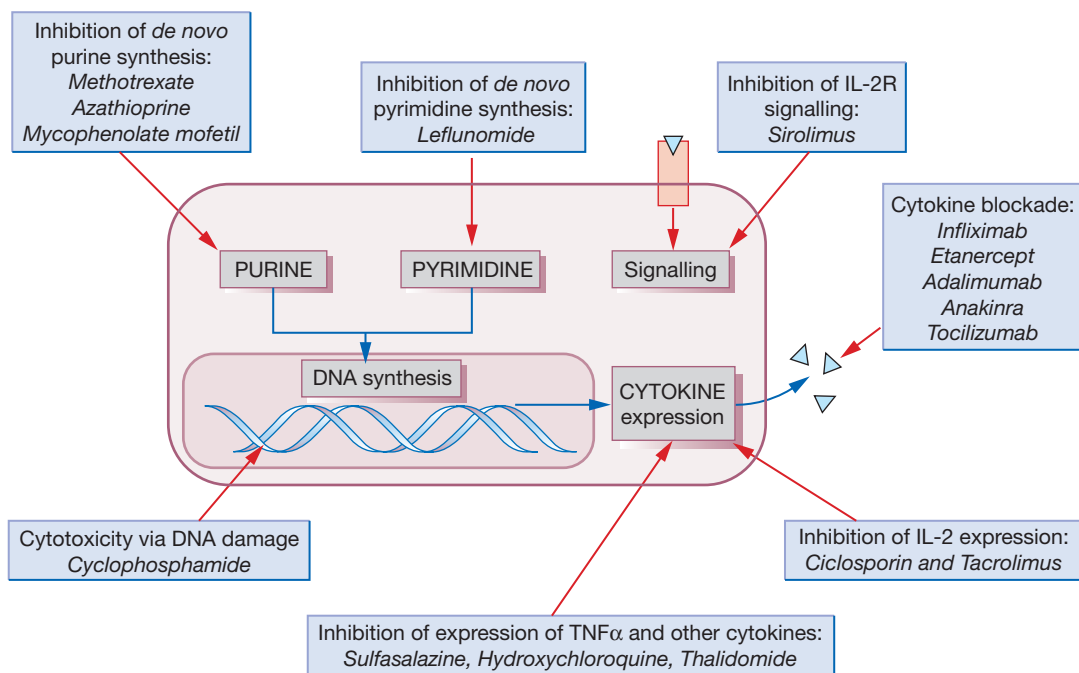 Inhibition of de novo
purine synthesis:
Methotrexate
Azathioprine
Mycophenolate mofetil
Inhibition of de novo
pyrimidine synthesis:
Leflunomide
Inhibition of IL-2R
signalling:
Sirolimus
Cytokine blockade:
Infliximab
Etanercept
Adalimumab
Anakinra
Tocilizumab
PURINE
PYRIMIDINE
Signalling
DNA synthesis
CYTOKINE
expression
Cytotoxicity via DNA damage
Cyclophosphamide
Inhibition of IL-2 expression:
Ciclosporin and Tacrolimus
Inhibition of expression of TNFα and other cytokines:
Sulfasalazine, Hydroxychloroquine, Thalidomide